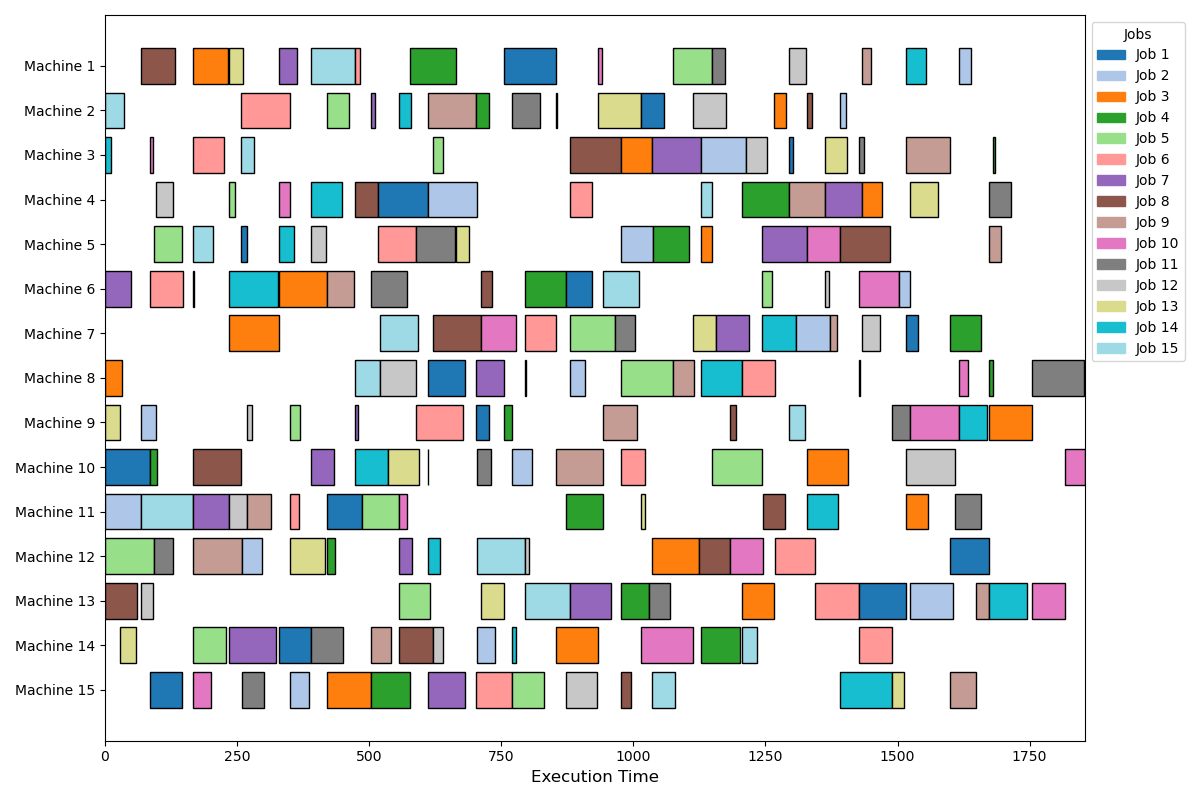 Machine 1
Machine 2
Machine 3
Machine 4
Machine 5
Machine 6
Machine 7
Machine 8
Machine 9
Machine 10
Machine 11
Machine 12
Machine 13
Machine 14
Machine 15
0 250 500 750 1000 1250 1500 1750
Execution Time
Jobs
Job 1
Job 2
Job 3
Job 4
Job 5
Job 6
Job 7
Job 8
Job 9
Job 10
Job 11
Job 12
Job 13
Job 14
Job 15